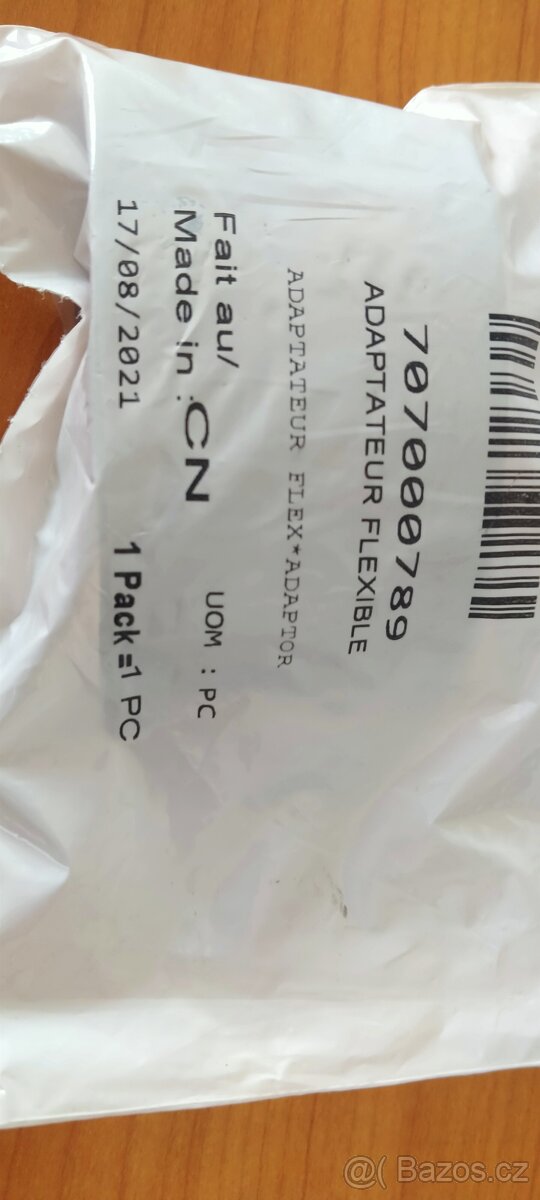 7070000789
ADAPTATEUR FLEXIBLE
ADAPTATEUR FLEX*ADAPTOR
Fait au/
Made in : CN
UOM : PC
17/08/2021
1 Pack = 1 PC
@( Bazoš.cz